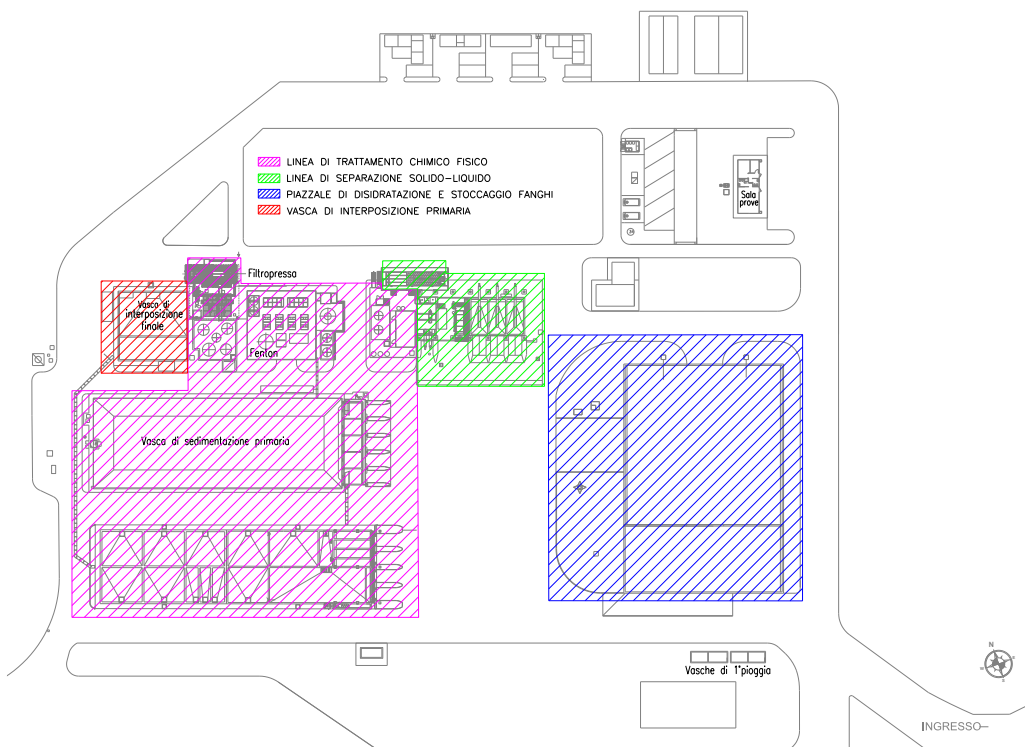 LINEA DI TRATTAMENTO CHIMICO FISICO
LINEA DI SEPARAZIONE SOLIDO-LIQUIDO
PIAZZALE DI DISIDRATAZIONE E STOCCAGGIO FANGHI
VASCA DI INTERPOSIZIONE PRIMARIA
Sala
prove
Filtropressa
Vasca di
interposizione
finale
Fenton
Vasca di sedimentazione primaria
Vasche di 1°pioggia
N
S
INGRESSO